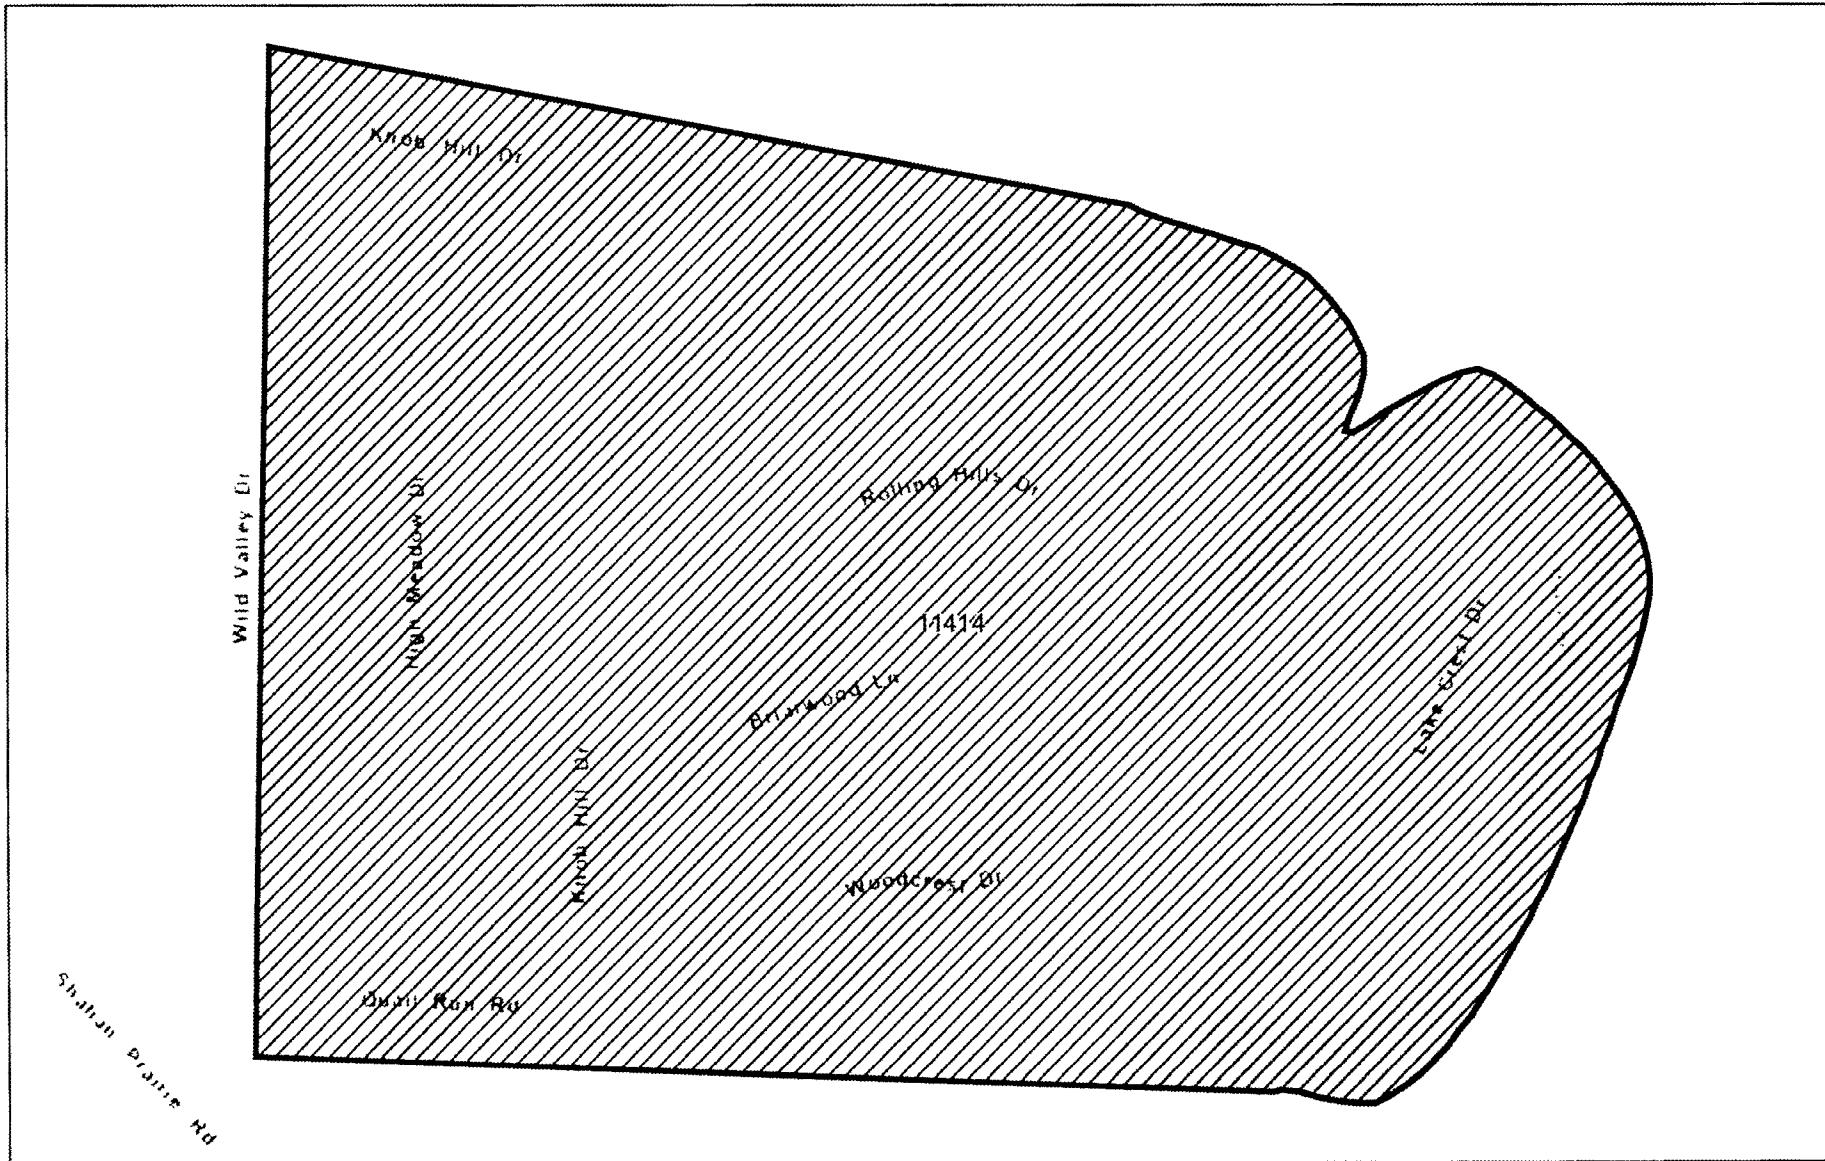 Knob Hill Dr
Rolling Hills Dr
Wild Valley Dr
High Meadow Dr
11414
Lake Crest Dr
Briarwood Ln
Knob Hill Dr
Woodcrest Dr
Quail Run Rd
Shahan Prairie Rd